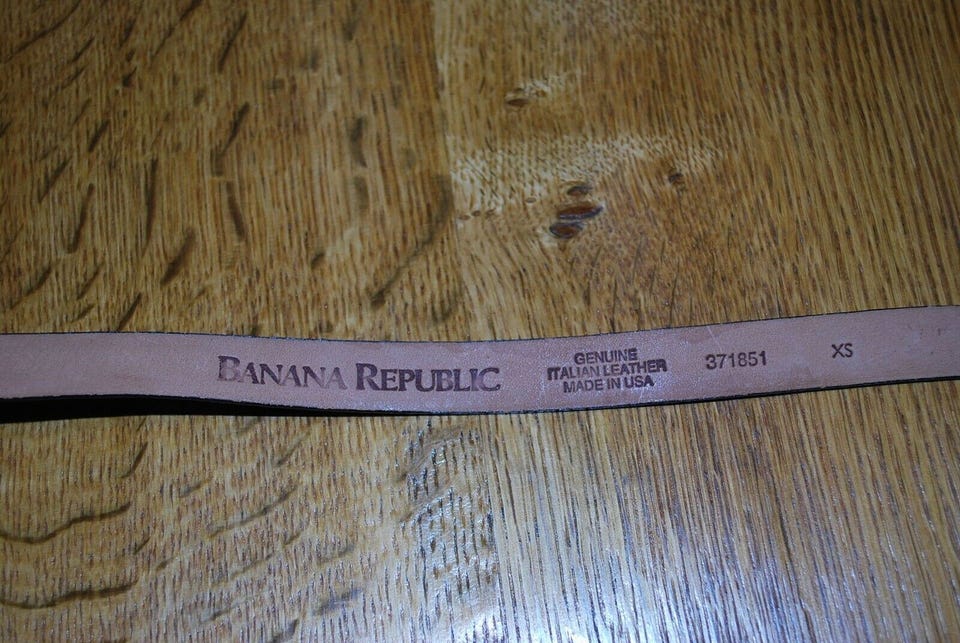 BANANA REPUBLIC
GENUINE
ITALIAN LEATHER
MADE IN USA
371851
XS